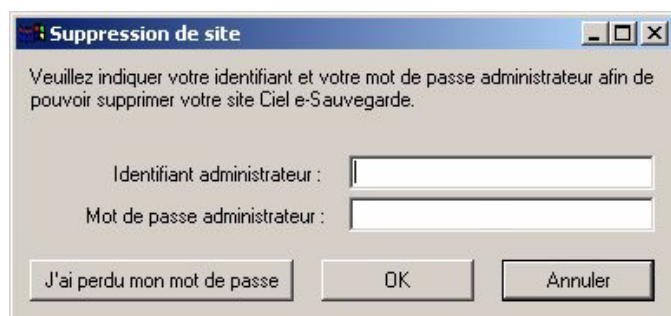 Suppression de site
Veuillez indiquer votre identifiant et votre mot de passe administrateur afin de
pouvoir supprimer votre site Ciel e-Sauvegarde.
Identifiant administrateur :
Mot de passe administrateur :
J'ai perdu mon mot de passe
OK
Annuler